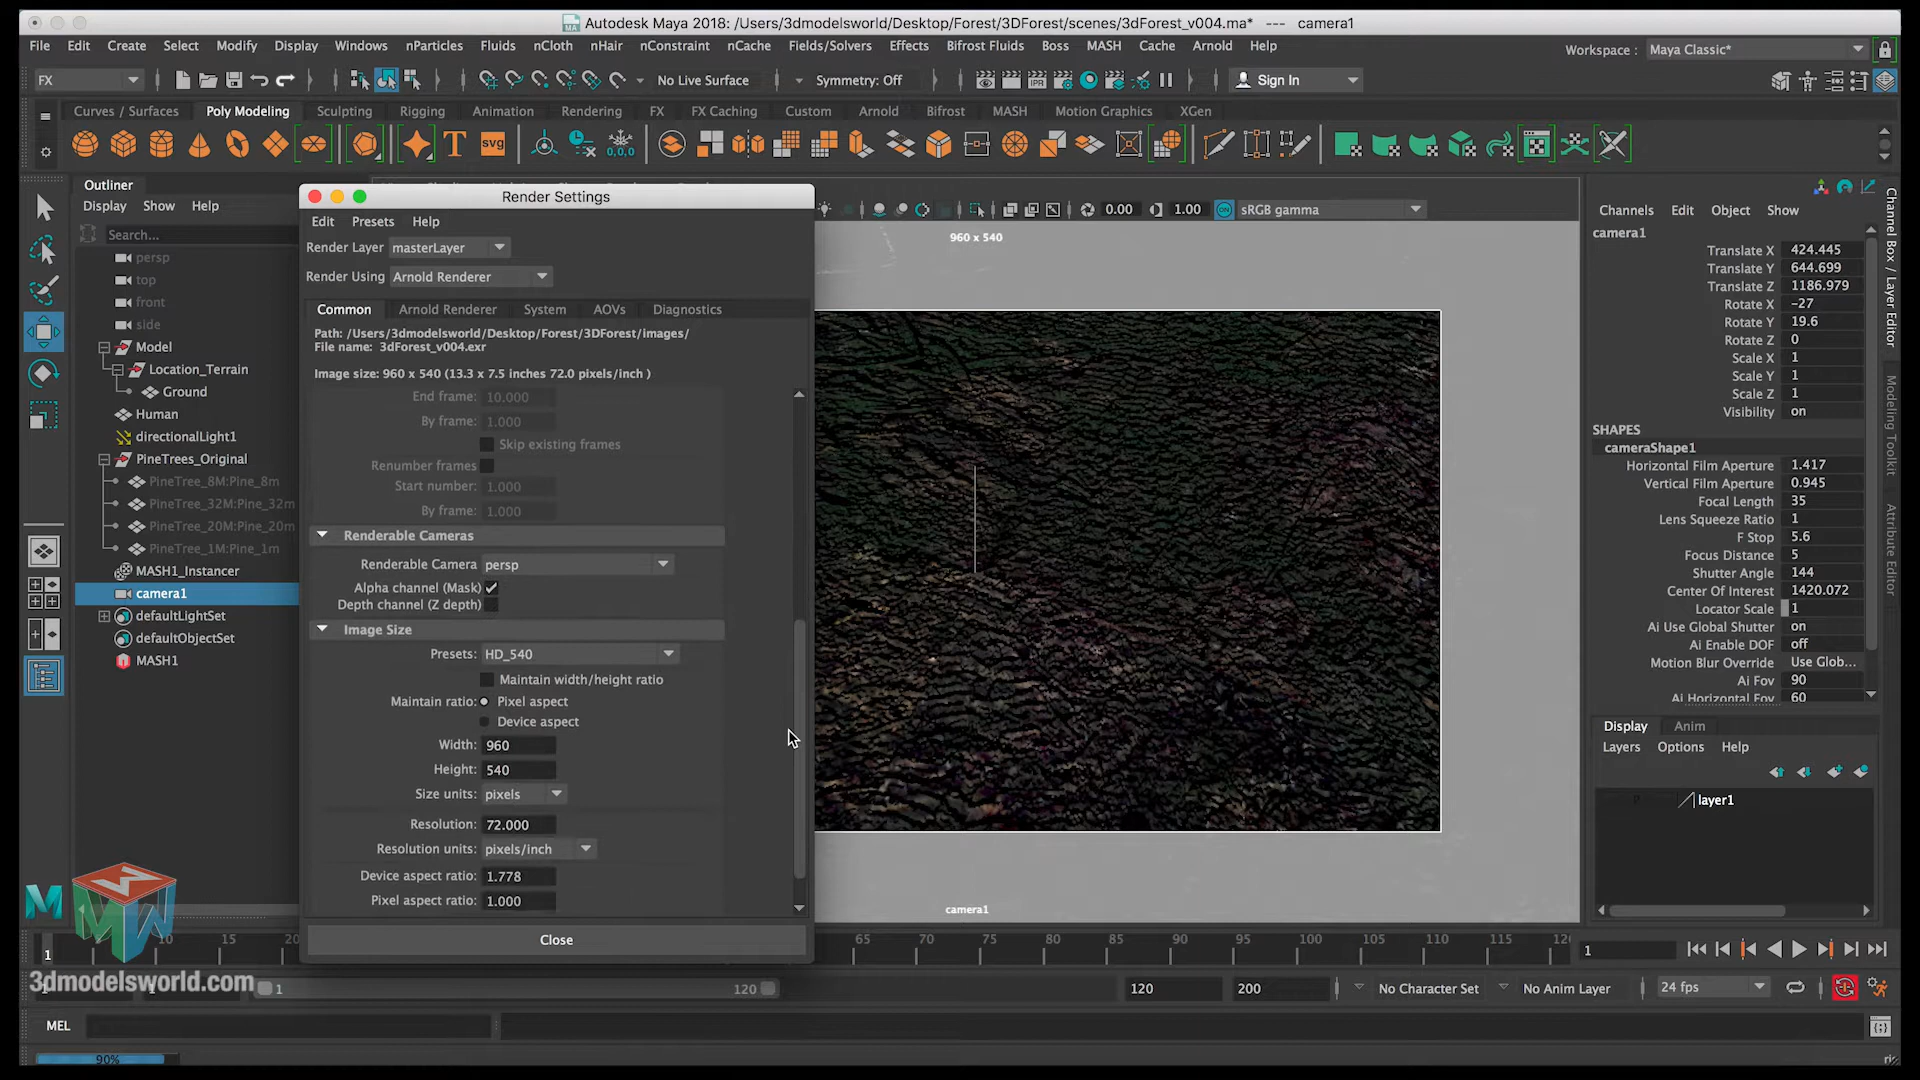 Autodesk Maya 2018: /Users/3dmodelsworld/Desktop/Forest/3DForest/scenes/3dForest_v004.ma* --- camera1
File Edit Create Select Modify Display Windows nParticles Fluids nCloth nHair nConstraint nCache Fields/Solvers Effects Bifrost Fluids Boss MASH Cache Arnold Help
Workspace : Maya Classic*
FX No Live Surface Symmetry: Off Sign In
Curves / Surfaces Poly Modeling Sculpting Rigging Animation Rendering FX FX Caching Custom Arnold Bifrost MASH Motion Graphics XGen
T svg 0,0,0
Outliner
Display Show Help
Search...
persp
top
front
side
Model
Location_Terrain
Ground
Human
directionalLight1
PineTrees_Original
PineTree_8M:Pine_8m
PineTree_32M:Pine_32m
PineTree_20M:Pine_20m
PineTree_1M:Pine_1m
MASH1_Instancer
camera1
defaultLightSet
defaultObjectSet
MASH1
Render Settings
Edit Presets Help
Render Layer masterLayer
Render Using Arnold Renderer
Common Arnold Renderer System AOVs Diagnostics
Path: /Users/3dmodelsworld/Desktop/Forest/3DForest/images/
File name: 3dForest_v004.exr
Image size: 960 x 540 (13.3 x 7.5 inches 72.0 pixels/inch )
End frame: 10.000
By frame: 1.000
Skip existing frames
Renumber frames
Start number: 1.000
By frame: 1.000
Renderable Cameras
Renderable Camera persp
Alpha channel (Mask)
Depth channel (Z depth)
Image Size
Presets: HD_540
Maintain width/height ratio
Maintain ratio: Pixel aspect
Device aspect
Width: 960
Height: 540
Size units: pixels
Resolution: 72.000
Resolution units: pixels/inch
Device aspect ratio: 1.778
Pixel aspect ratio: 1.000
Close
0.00 1.00 ON sRGB gamma
960 x 540
camera1
Channels Edit Object Show
camera1
Translate X 424.445
Translate Y 644.699
Translate Z 1186.979
Rotate X -27
Rotate Y 19.6
Rotate Z 0
Scale X 1
Scale Y 1
Scale Z 1
Visibility on
SHAPES
cameraShape1
Horizontal Film Aperture 1.417
Vertical Film Aperture 0.945
Focal Length 35
Lens Squeeze Ratio 1
F Stop 5.6
Focus Distance 5
Shutter Angle 144
Center Of Interest 1420.072
Locator Scale 1
Ai Use Global Shutter on
Ai Enable DOF off
Motion Blur Override Use Glob...
Ai Fov 90
Ai Horizontal Fov 60
Channel Box / Layer Editor
Modeling Toolkit
Attribute Editor
Display Anim
Layers Options Help
layer1
1 10 15 20 65 70 75 80 85 90 95 100 105 110 115 120
1
3dmodelsworld.com
1 1 1 120 120 200 No Character Set No Anim Layer 24 fps
MEL
90%